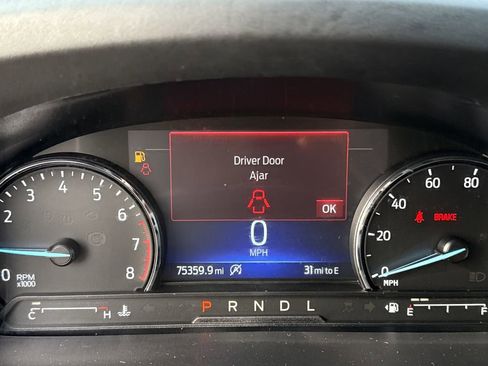 Driver Door
Ajar
OK
0
MPH
75359.9 mi
31 mi to E
1
2
3
4
5
6
7
8
0
RPM
x1000
0
20
40
60
80
MPH
BRAKE
C
H
P R N D L
E
F